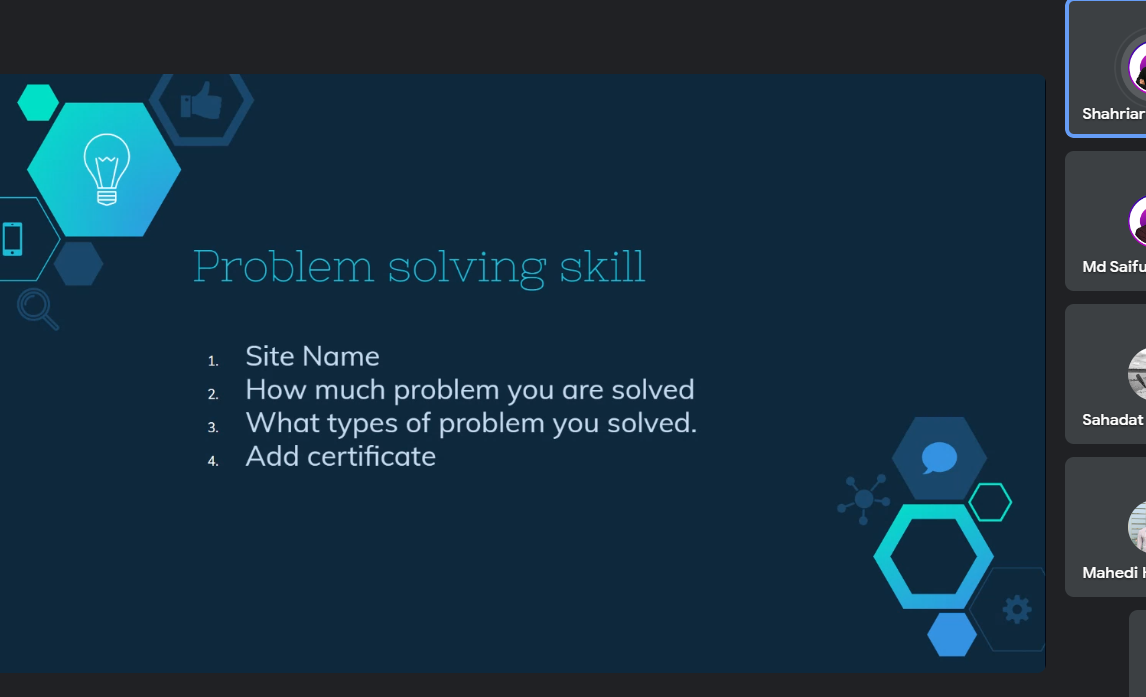 Problem solving skill
1. Site Name
2. How much problem you are solved
3. What types of problem you solved.
4. Add certificate
Shahriar
Md Saifu
Sahadat
Mahedi